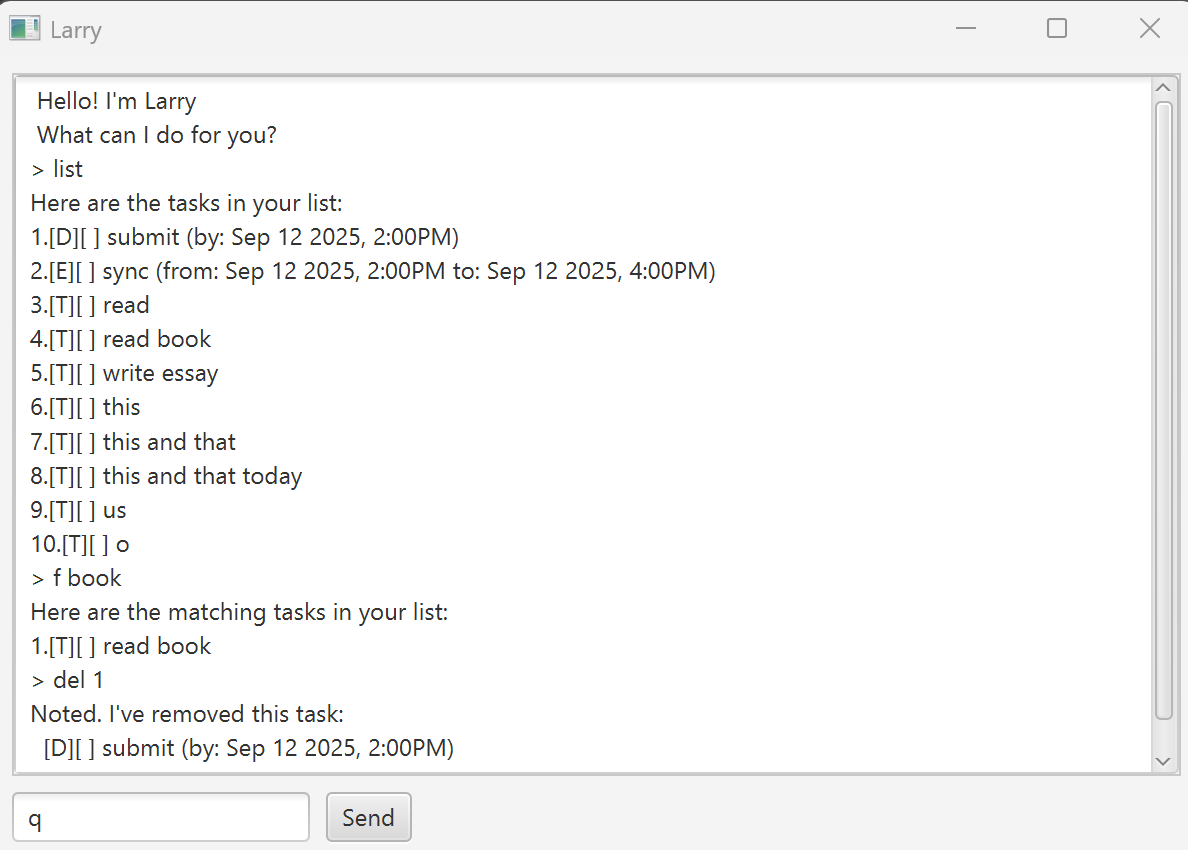 Larry
Hello! I'm Larry
What can I do for you?
> list
Here are the tasks in your list:
1.[D][ ] submit (by: Sep 12 2025, 2:00PM)
2.[E][ ] sync (from: Sep 12 2025, 2:00PM to: Sep 12 2025, 4:00PM)
3.[T][ ] read
4.[T][ ] read book
5.[T][ ] write essay
6.[T][ ] this
7.[T][ ] this and that
8.[T][ ] this and that today
9.[T][ ] us
10.[T][ ] o
> f book
Here are the matching tasks in your list:
1.[T][ ] read book
> del 1
Noted. I've removed this task:
[D][ ] submit (by: Sep 12 2025, 2:00PM)
q
Send